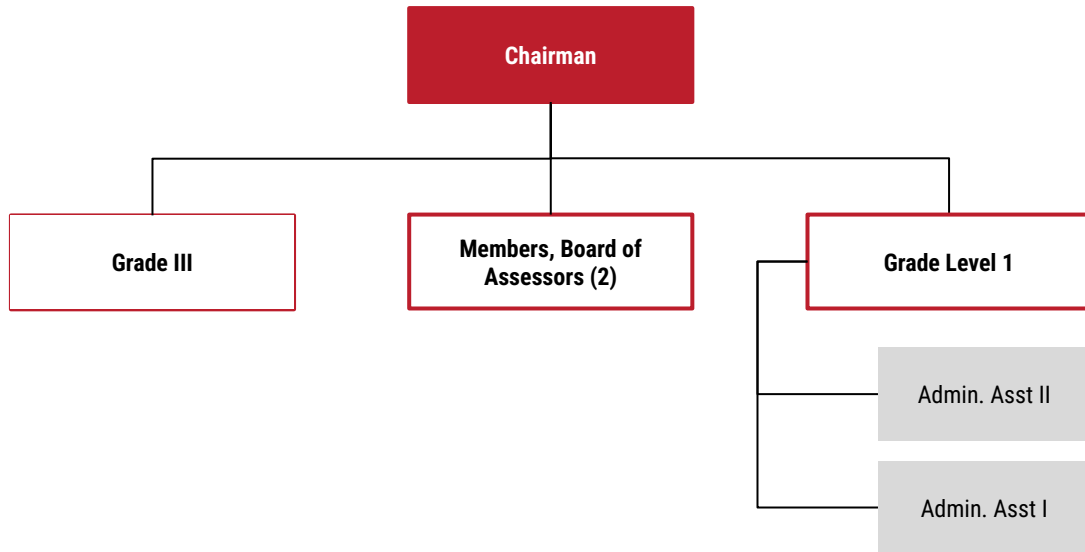 Chairman
Grade III
Members, Board of
Assessors (2)
Grade Level 1
Admin. Asst II
Admin. Asst I